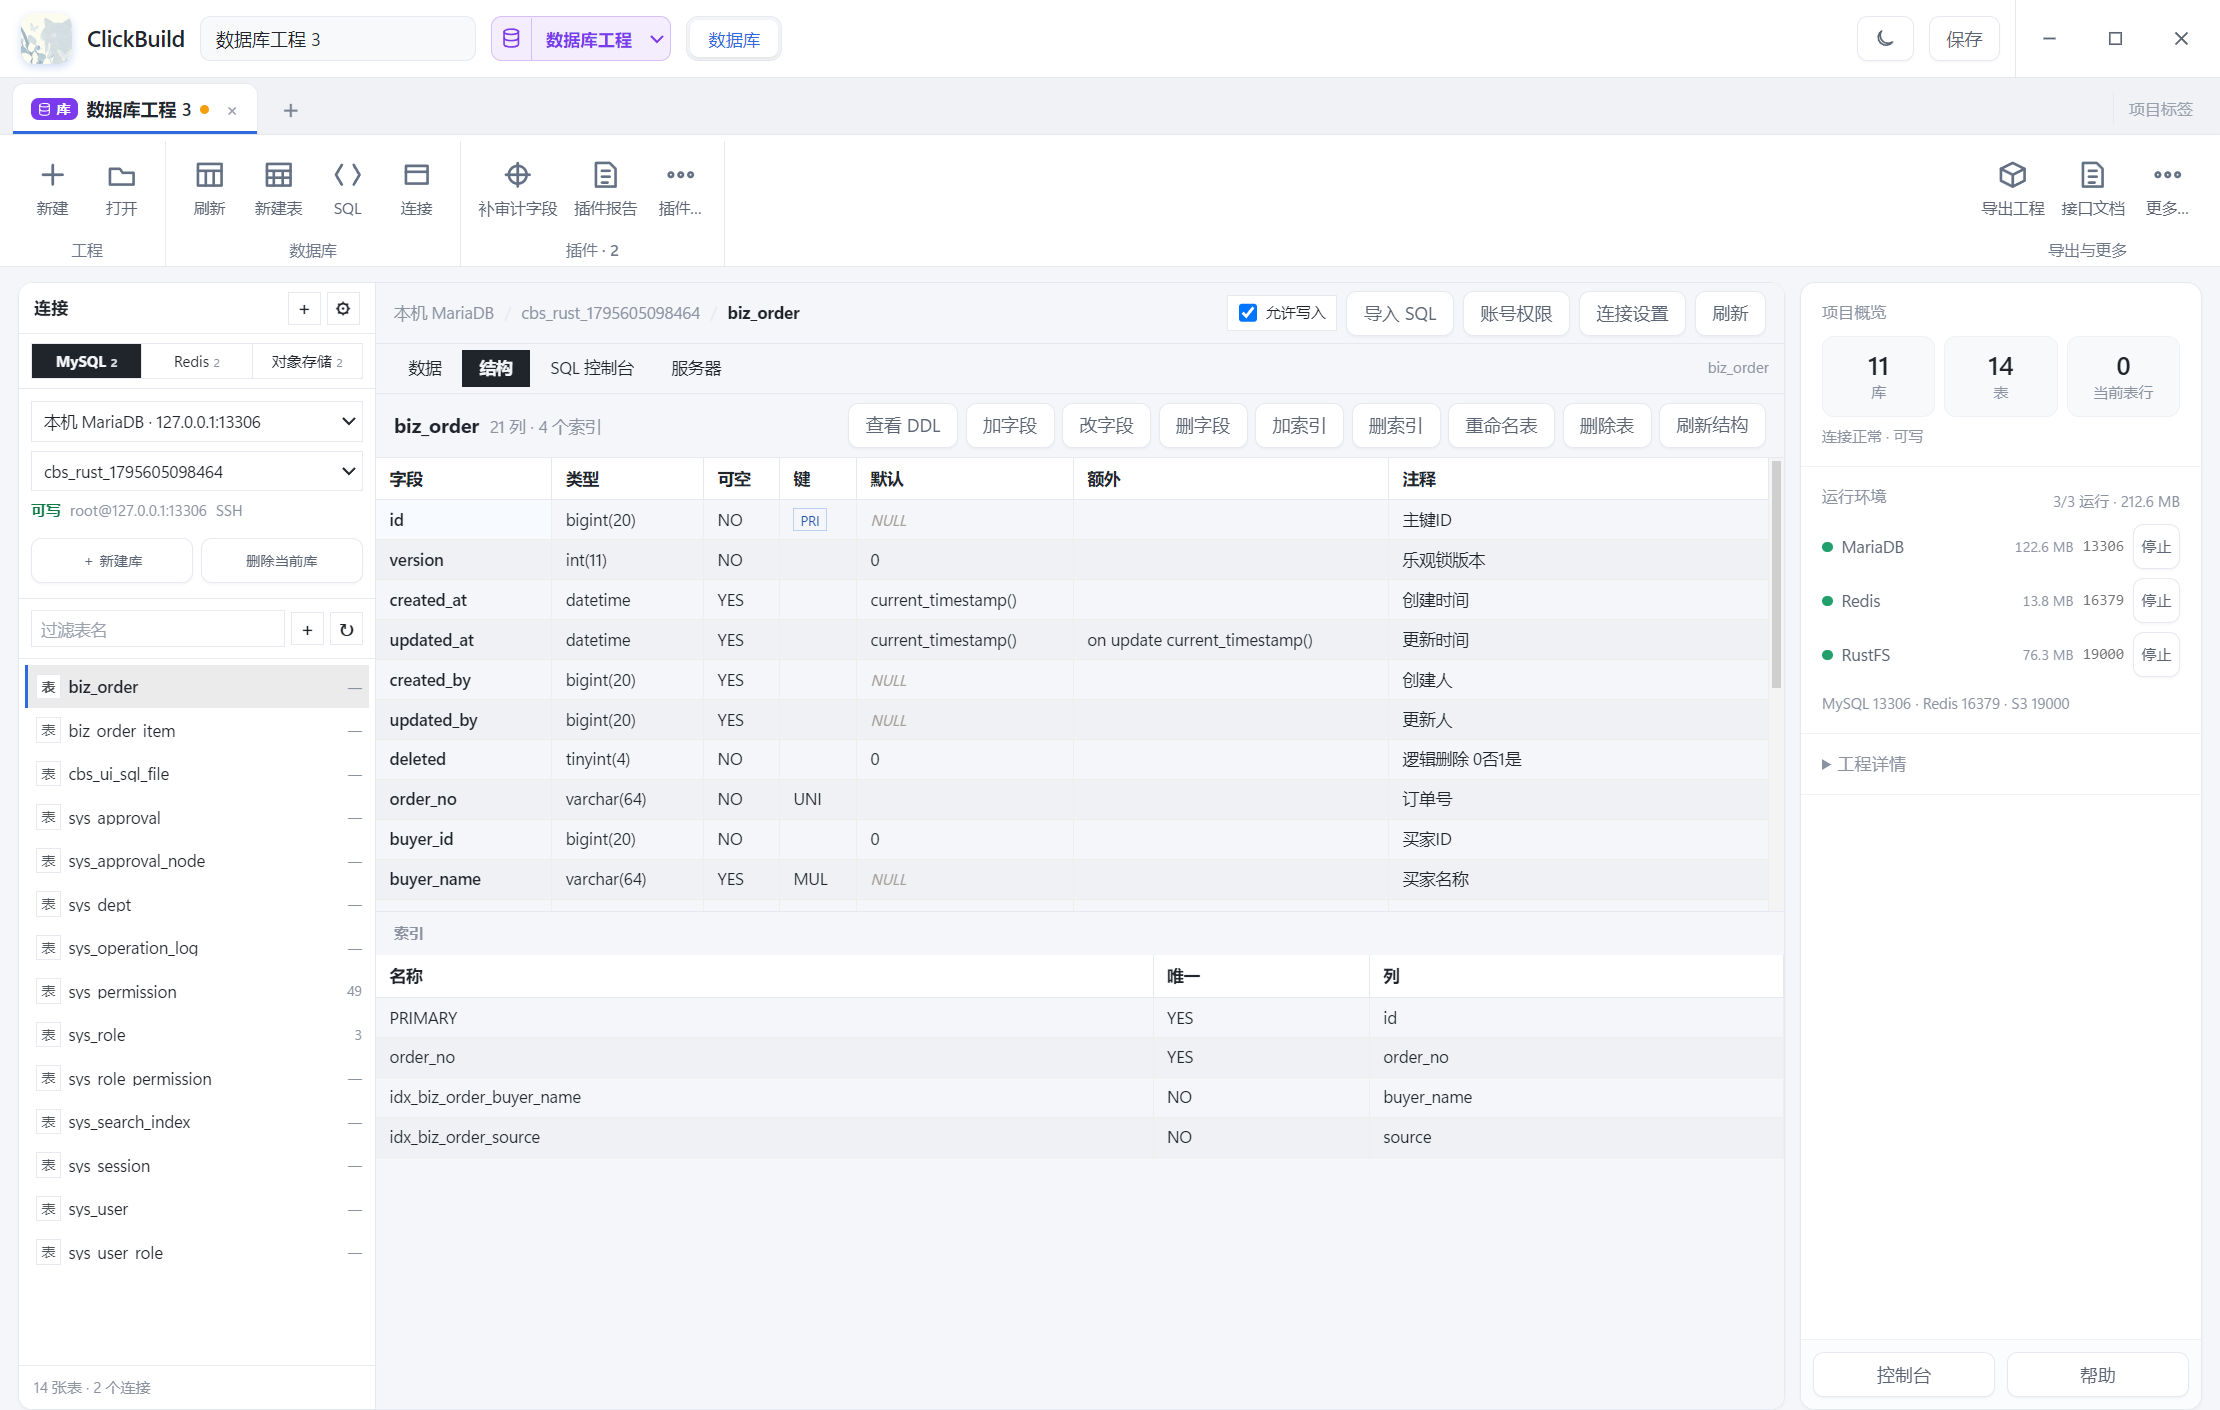 ClickBuild 数据库工程 3 数据库工程 数据库 保存
库 数据库工程 3 × + 项目标签
新建 打开 刷新 新建表 SQL 连接 补审计字段 插件报告 插件... 导出工程 接口文档 更多...
工程 数据库 插件 · 2 导出与更多
连接 +
MySQL 2 Redis 2 对象存储 2
本机 MariaDB · 127.0.0.1:13306
cbs_rust_1795605098464
可写 root@127.0.0.1:13306 SSH
+ 新建库 删除当前库
过滤表名 + ↻
表 biz_order —
表 biz_order_item —
表 cbs_ui_sql_file —
表 sys_approval —
表 sys_approval_node —
表 sys_dept —
表 sys_operation_log —
表 sys_permission 49
表 sys_role 3
表 sys_role_permission —
表 sys_search_index —
表 sys_session —
表 sys_user —
表 sys_user_role —
14 张表 · 2 个连接
本机 MariaDB / cbs_rust_1795605098464 / biz_order 允许写入 导入 SQL 账号权限 连接设置 刷新
数据 结构 SQL 控制台 服务器 biz_order
biz_order 21 列 · 4 个索引 查看 DDL 加字段 改字段 删字段 加索引 删索引 重命名表 删除表 刷新结构
字段 类型 可空 键 默认 额外 注释
id bigint(20) NO PRI NULL 主键ID
version int(11) NO 0 乐观锁版本
created_at datetime YES current_timestamp() 创建时间
updated_at datetime YES current_timestamp() on update current_timestamp() 更新时间
created_by bigint(20) YES NULL 创建人
updated_by bigint(20) YES NULL 更新人
deleted tinyint(4) NO 0 逻辑删除 0否1是
order_no varchar(64) NO UNI 订单号
buyer_id bigint(20) NO 0 买家ID
buyer_name varchar(64) YES MUL NULL 买家名称
索引
名称 唯一 列
PRIMARY YES id
order_no YES order_no
idx_biz_order_buyer_name NO buyer_name
idx_biz_order_source NO source
项目概览
11 14 0
库 表 当前表行
连接正常 · 可写
运行环境 3/3 运行 · 212.6 MB
MariaDB 122.6 MB 13306 停止
Redis 13.8 MB 16379 停止
RustFS 76.3 MB 19000 停止
MySQL 13306 · Redis 16379 · S3 19000
▶ 工程详情
控制台 帮助